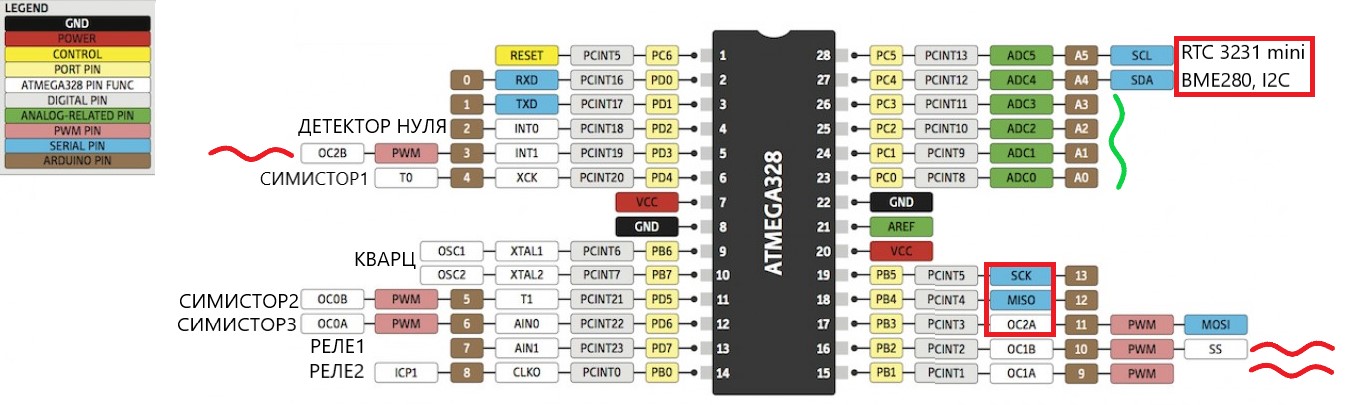 LEGEND
GND
POWER
CONTROL
PORT PIN
ATMEGA328 PIN FUNC
DIGITAL PIN
ANALOG-RELATED PIN
PWM PIN
SERIAL PIN
ARDUINO PIN
RESET PCINT5 PC6 1
0 RXD PCINT16 PD0 2
1 TXD PCINT17 PD1 3
ДЕТЕКТОР НУЛЯ 2 INT0 PCINT18 PD2 4
OC2B PWM 3 INT1 PCINT19 PD3 5
СИМИСТОР1 T0 4 XCK PCINT20 PD4 6
VCC 7
GND 8
КВАРЦ
OSC1 XTAL1 PCINT6 PB6 9
OSC2 XTAL2 PCINT7 PB7 10
СИМИСТОР2 OC0B PWM 5 T1 PCINT21 PD5 11
СИМИСТОР3 OC0A PWM 6 AIN0 PCINT22 PD6 12
РЕЛЕ1 7 AIN1 PCINT23 PD7 13
РЕЛЕ2 ICP1 8 CLKO PCINT0 PB0 14
ATMEGA328
28 PC5 PCINT13 ADC5 A5 SCL RTC 3231 mini
27 PC4 PCINT12 ADC4 A4 SDA BME280, I2C
26 PC3 PCINT11 ADC3 A3
25 PC2 PCINT10 ADC2 A2
24 PC1 PCINT9 ADC1 A1
23 PC0 PCINT8 ADC0 A0
22 GND
21 AREF
20 VCC
19 PB5 PCINT5 SCK 13
18 PB4 PCINT4 MISO 12
17 PB3 PCINT3 OC2A 11 PWM MOSI
16 PB2 PCINT2 OC1B 10 PWM SS
15 PB1 PCINT1 OC1A 9 PWM